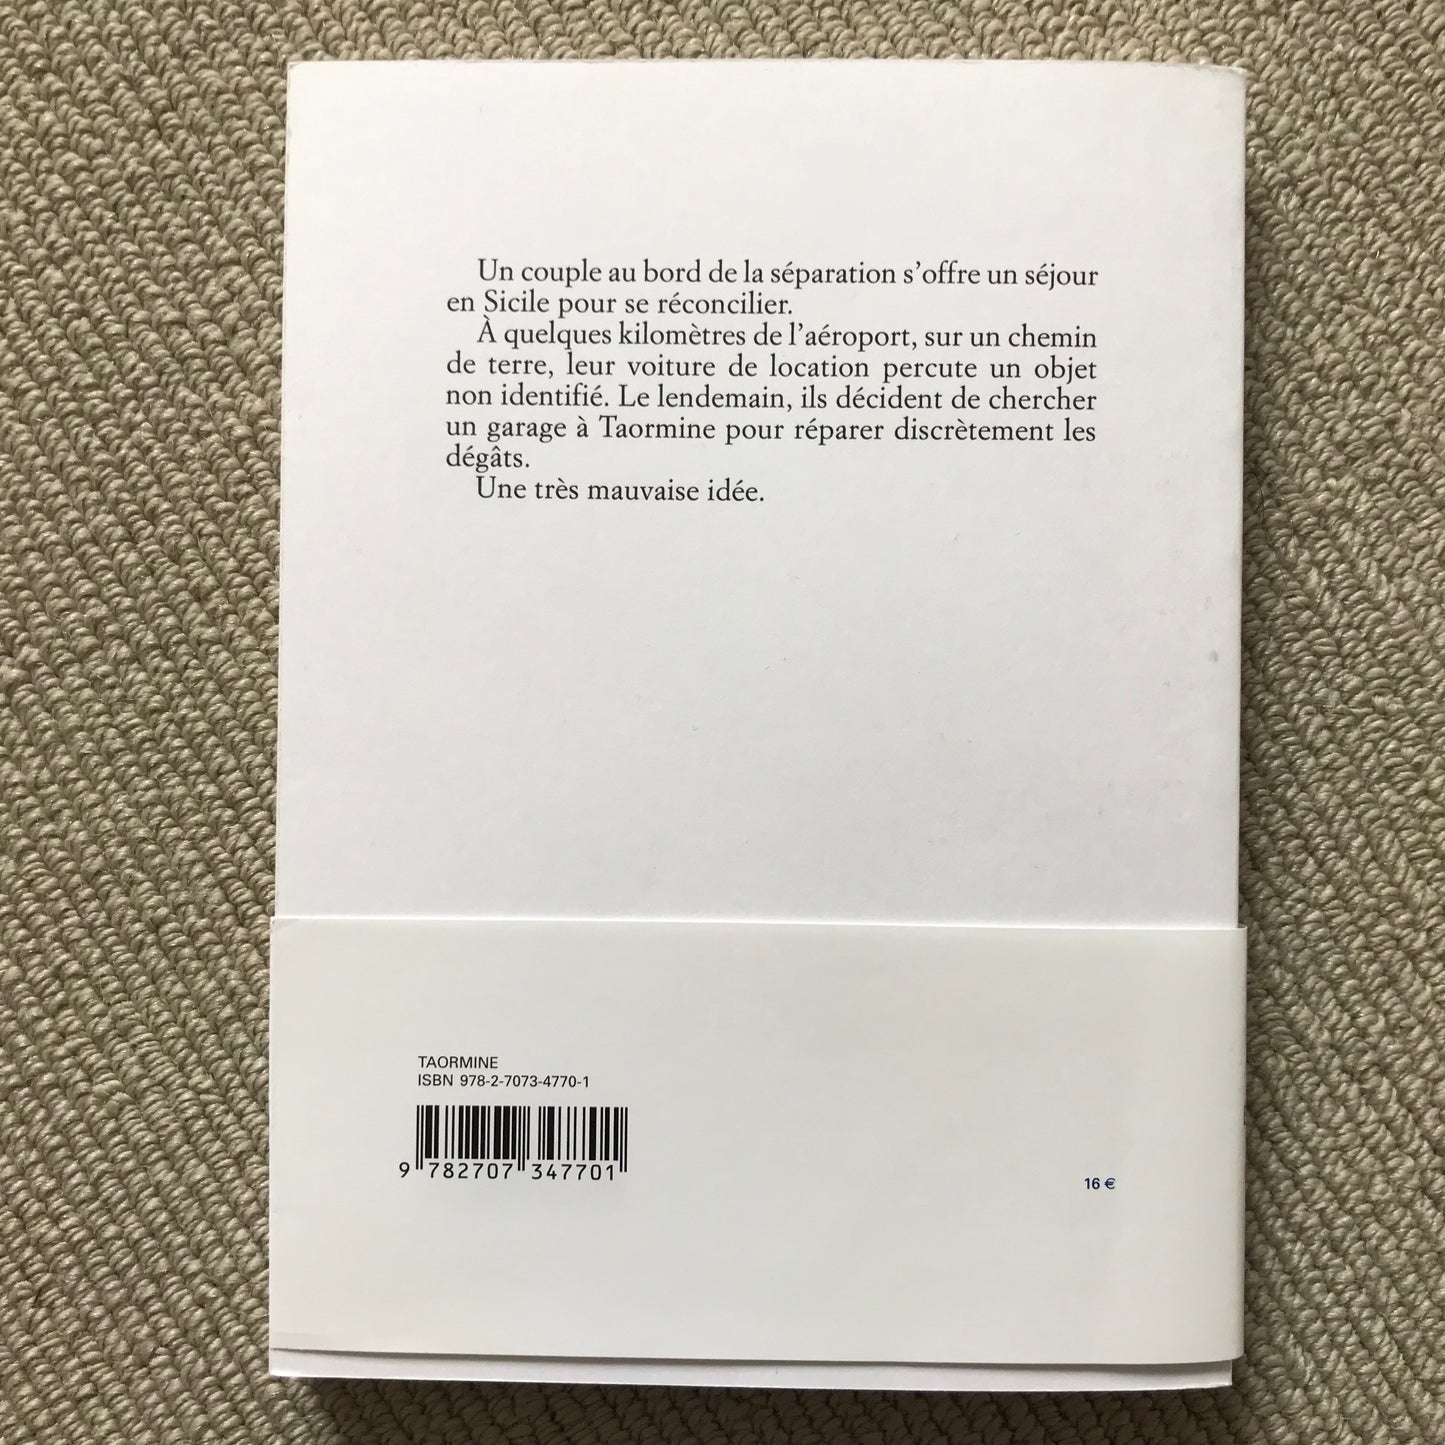 Un couple au bord de la séparation s’offre un séjour
en Sicile pour se réconcilier.
À quelques kilomètres de l’aéroport, sur un chemin
de terre, leur voiture de location percute un objet
non identifié. Le lendemain, ils décident de chercher
un garage à Taormine pour réparer discrètement les
dégâts.
Une très mauvaise idée.
TAORMINE
ISBN 978-2-7073-4770-1
9 782707 347701
16 €